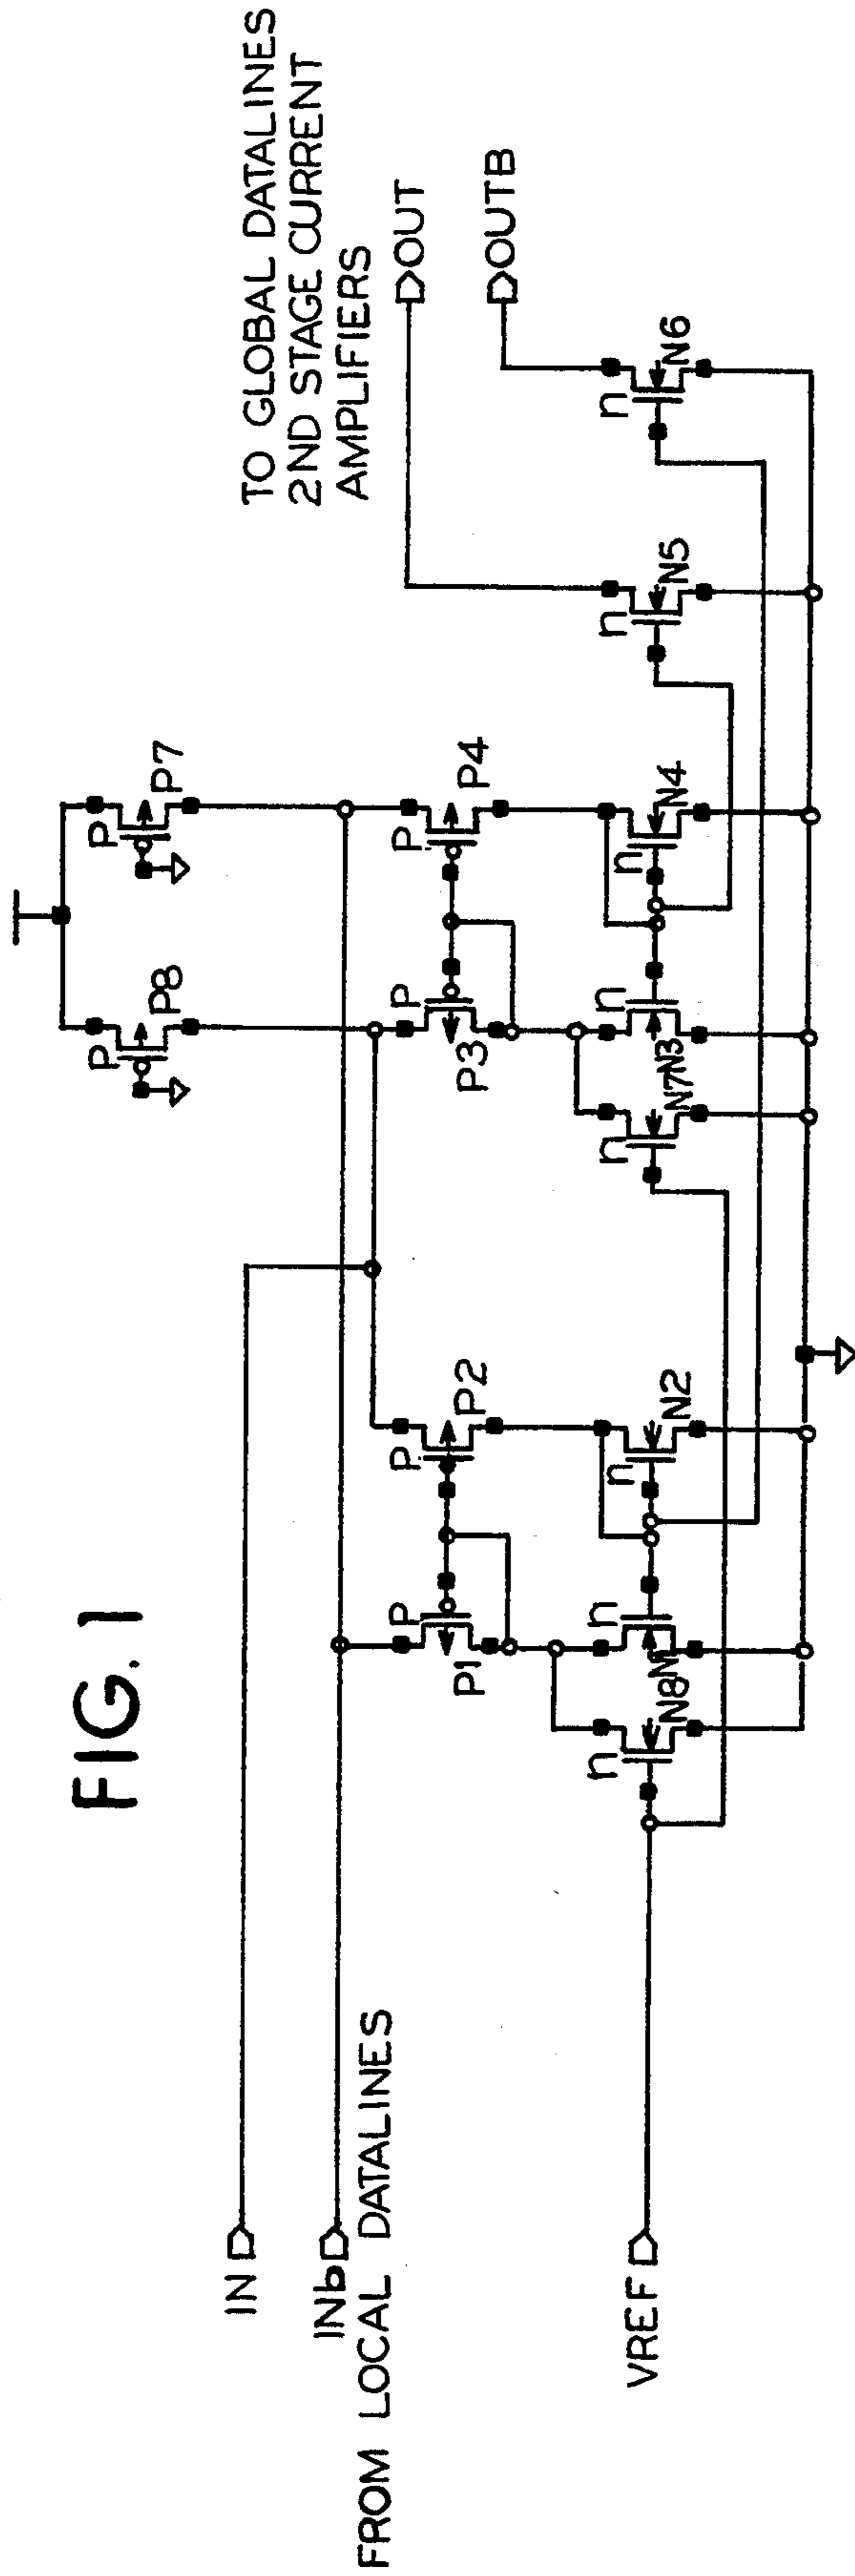 FIG. 1
TO GLOBAL DATALINES
2ND STAGE CURRENT
AMPLIFIERS
OUT
OUTB
IN
INb
FROM LOCAL DATALINES
VREF
P P8
P P7
P1 P
P P2
P3 P
P P4
n N8
N1 n
n N2
n N7
N3 n
n N4
n N5
n N6